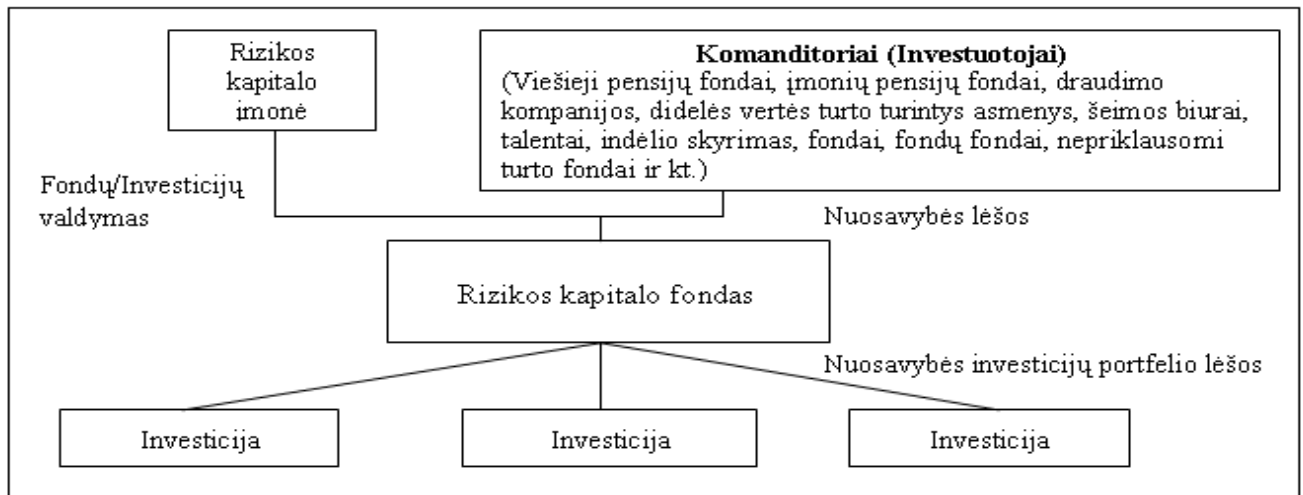 Rizikos
kapitalo
įmonė
Komanditoriai (Investuotojai)
(Viešieji pensijų fondai, įmonių pensijų fondai, draudimo
kompanijos, didelės vertės turto turintys asmenys, šeimos biurai,
talentai, indėlio skyrimas, fondai, fondų fondai, nepriklausomi
turto fondai ir kt.)
Fondų/Investicijų
valdymas
Nuosavybės lėšos
Rizikos kapitalo fondas
Nuosavybės investicijų portfelio lėšos
Investicija
Investicija
Investicija